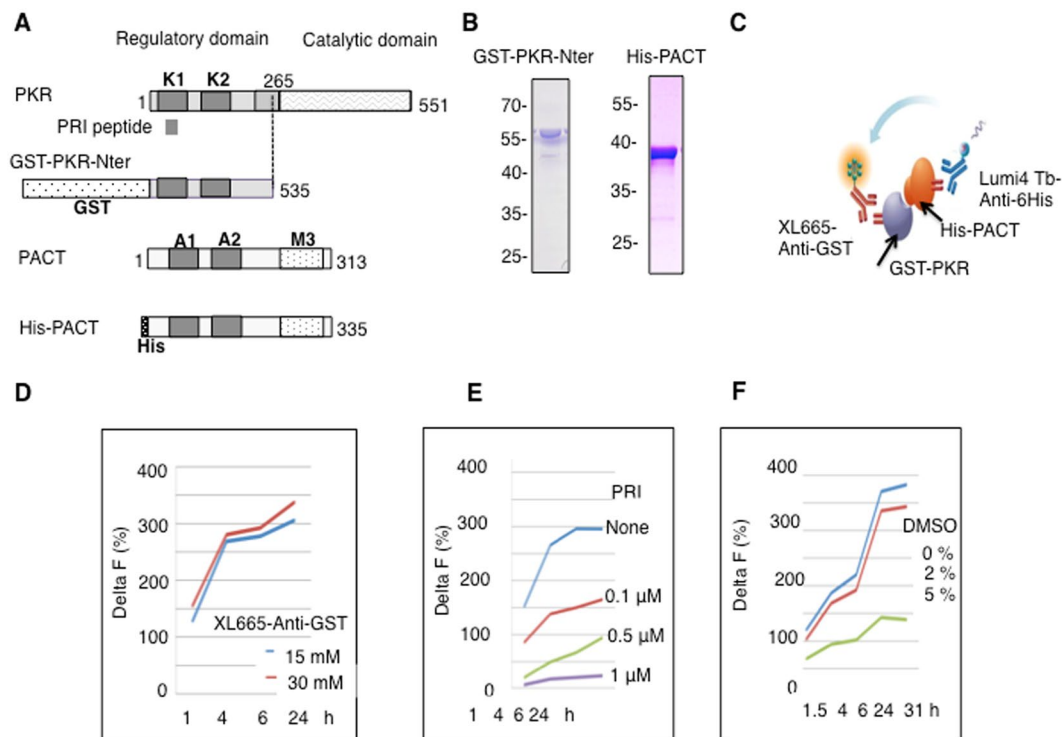 A
Regulatory domain
Catalytic domain
K1
K2
265
PKR
1
551
PRI peptide
GST-PKR-Nter
535
GST
A1
A2
M3
PACT
1
313
His-PACT
335
His
B
GST-PKR-Nter
His-PACT
70-
55-
40-
35-
25-
55-
40-
35-
25-
C
Lumi4 Tb-
Anti-6His
XL665-
Anti-GST
His-PACT
GST-PKR
D
400
300
200
100
0
Delta F (%)
XL665-Anti-GST
15 mM
30 mM
1 4 6 24 h
E
400
300
200
100
0
Delta F (%)
PRI
None
0.1 µM
0.5 µM
1 µM
1 4 6 24 h
F
400
300
200
100
0
Delta F (%)
DMSO
0 %
2 %
5 %
1.5 4 6 24 31 h